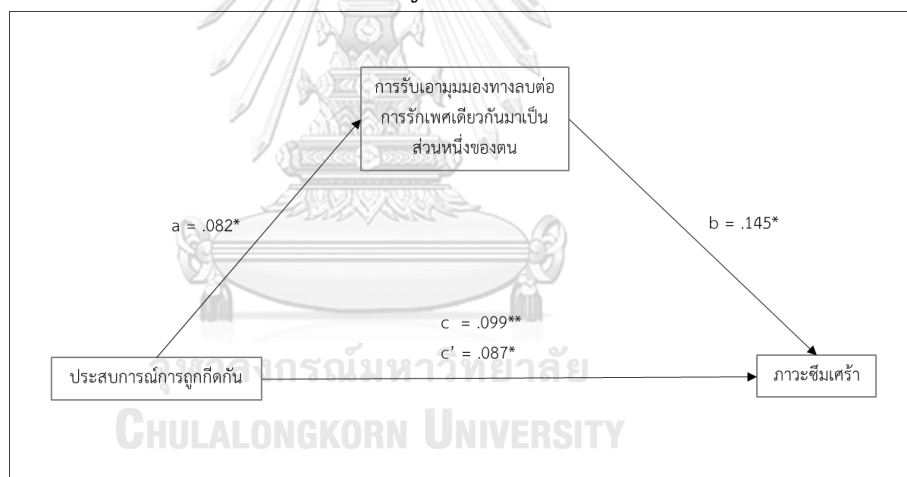 การรับเอามุมมองทางลบต่อ
การรักเพศเดียวกันมาเป็น
ส่วนหนึ่งของตน
a = .082*
b = .145*
c = .099**
c' = .087*
ประสบการณ์การถูกกีดกัน
ภาวะซึมเศร้า
จุฬาลงกรณ์มหาวิทยาลัย
CHULALONGKORN UNIVERSITY